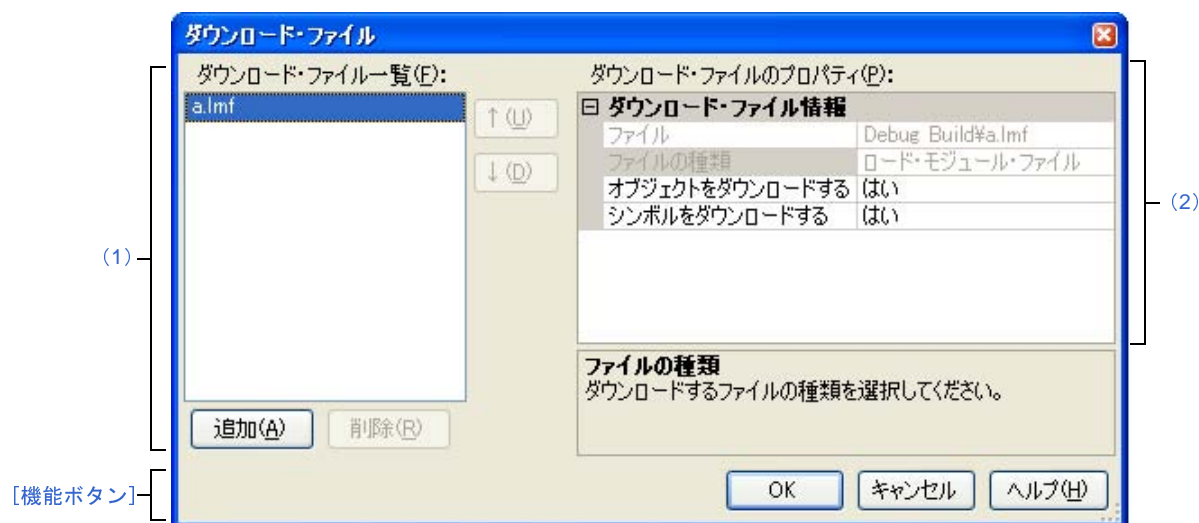 ダウンロード・ファイル
ダウンロード・ファイル一覧(F):
a.lmf
↑(U)
↓(D)
追加(A)
削除(R)
ダウンロード・ファイルのプロパティ(P):
ダウンロード・ファイル情報
ファイル Debug Build¥a.lmf
ファイルの種類 ロード・モジュール・ファイル
オブジェクトをダウンロードする はい
シンボルをダウンロードする はい
ファイルの種類
ダウンロードするファイルの種類を選択してください。
OK キャンセル ヘルプ(H)
(1)
(2)
[機能ボタン]